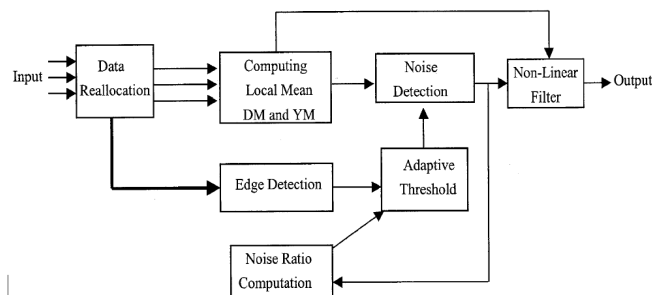 Input
Data
Reallocation
Computing
Local Mean
DM and YM
Noise
Detection
Non-Linear
Filter
Output
Edge Detection
Adaptive
Threshold
Noise Ratio
Computation